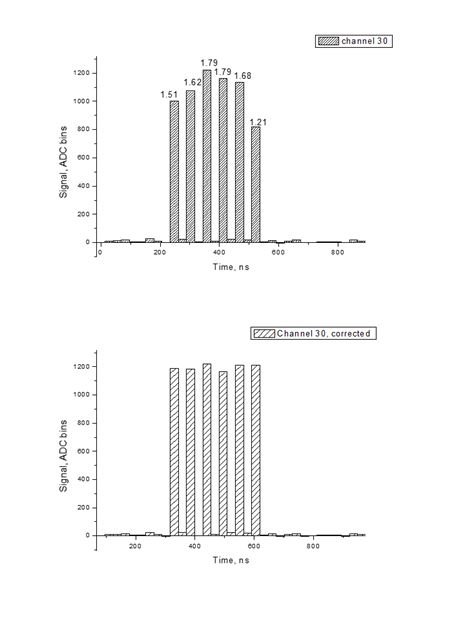 channel 30
1.79
1.79
1.68
1.62
1.51
1.21
1200
1000
800
600
400
200
0
Signal, ADC bins
0 200 400 600 800
Time, ns
Channel 30, corrected
1200
1000
800
600
400
200
0
Signal, ADC bins
200 400 600 800
Time, ns